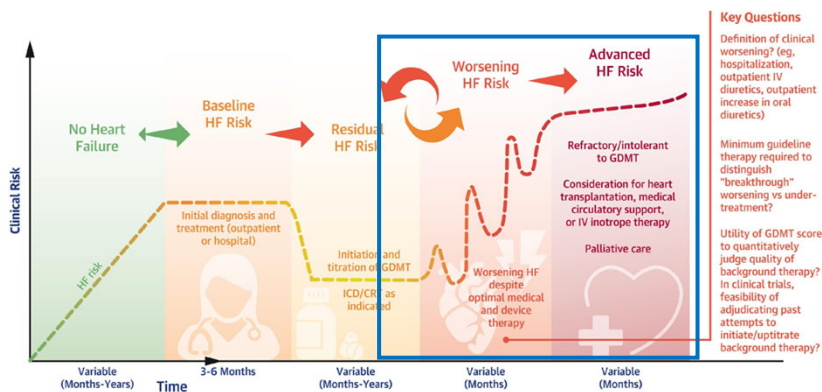 Key Questions
Definition of clinical
worsening? (eg,
hospitalization,
outpatient IV
diuretics, outpatient
increase in oral
diuretics)
Minimum guideline
therapy required to
distinguish
"breakthrough"
worsening vs under-
treatment?
Utility of GDMT score
to quantitatively
judge quality of
background therapy?
In clinical trials,
feasibility of
adjudicating past
attempts to
initiate/uptitrate
background therapy?
Clinical Risk
No Heart
Failure
Baseline
HF Risk
Residual
HF Risk
Worsening
HF Risk
Advanced
HF Risk
HF risk
Initial diagnosis and
treatment (outpatient
or hospital)
Initiation and
titration of GDMT
ICD/CRT as
indicated
Worsening HF
despite
optimal medical
and device
therapy
Refractory/intolerant
to GDMT
Consideration for heart
transplantation, medical
circulatory support,
or IV inotrope therapy
Palliative care
Variable
(Months-Years)
3-6 Months
Variable
(Months-Years)
Variable
(Months)
Variable
(Months)
Time